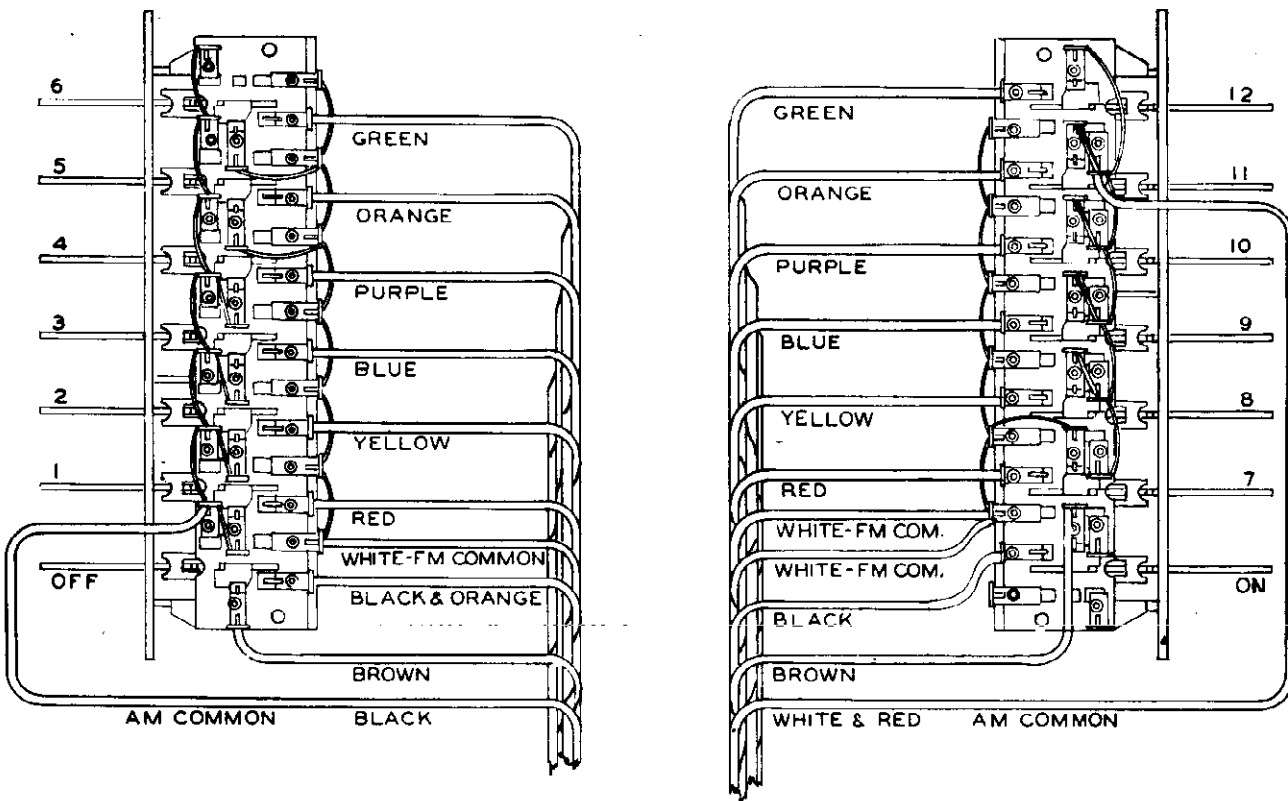 6
5
4
3
2
1
OFF
GREEN
ORANGE
PURPLE
BLUE
YELLOW
RED
WHITE-FM COMMON
BLACK & ORANGE
BROWN
AM COMMON BLACK
GREEN
ORANGE
PURPLE
BLUE
YELLOW
RED
WHITE-FM COM.
WHITE-FM COM.
BLACK
BROWN
WHITE & RED AM COMMON
12
11
10
9
8
7
ON